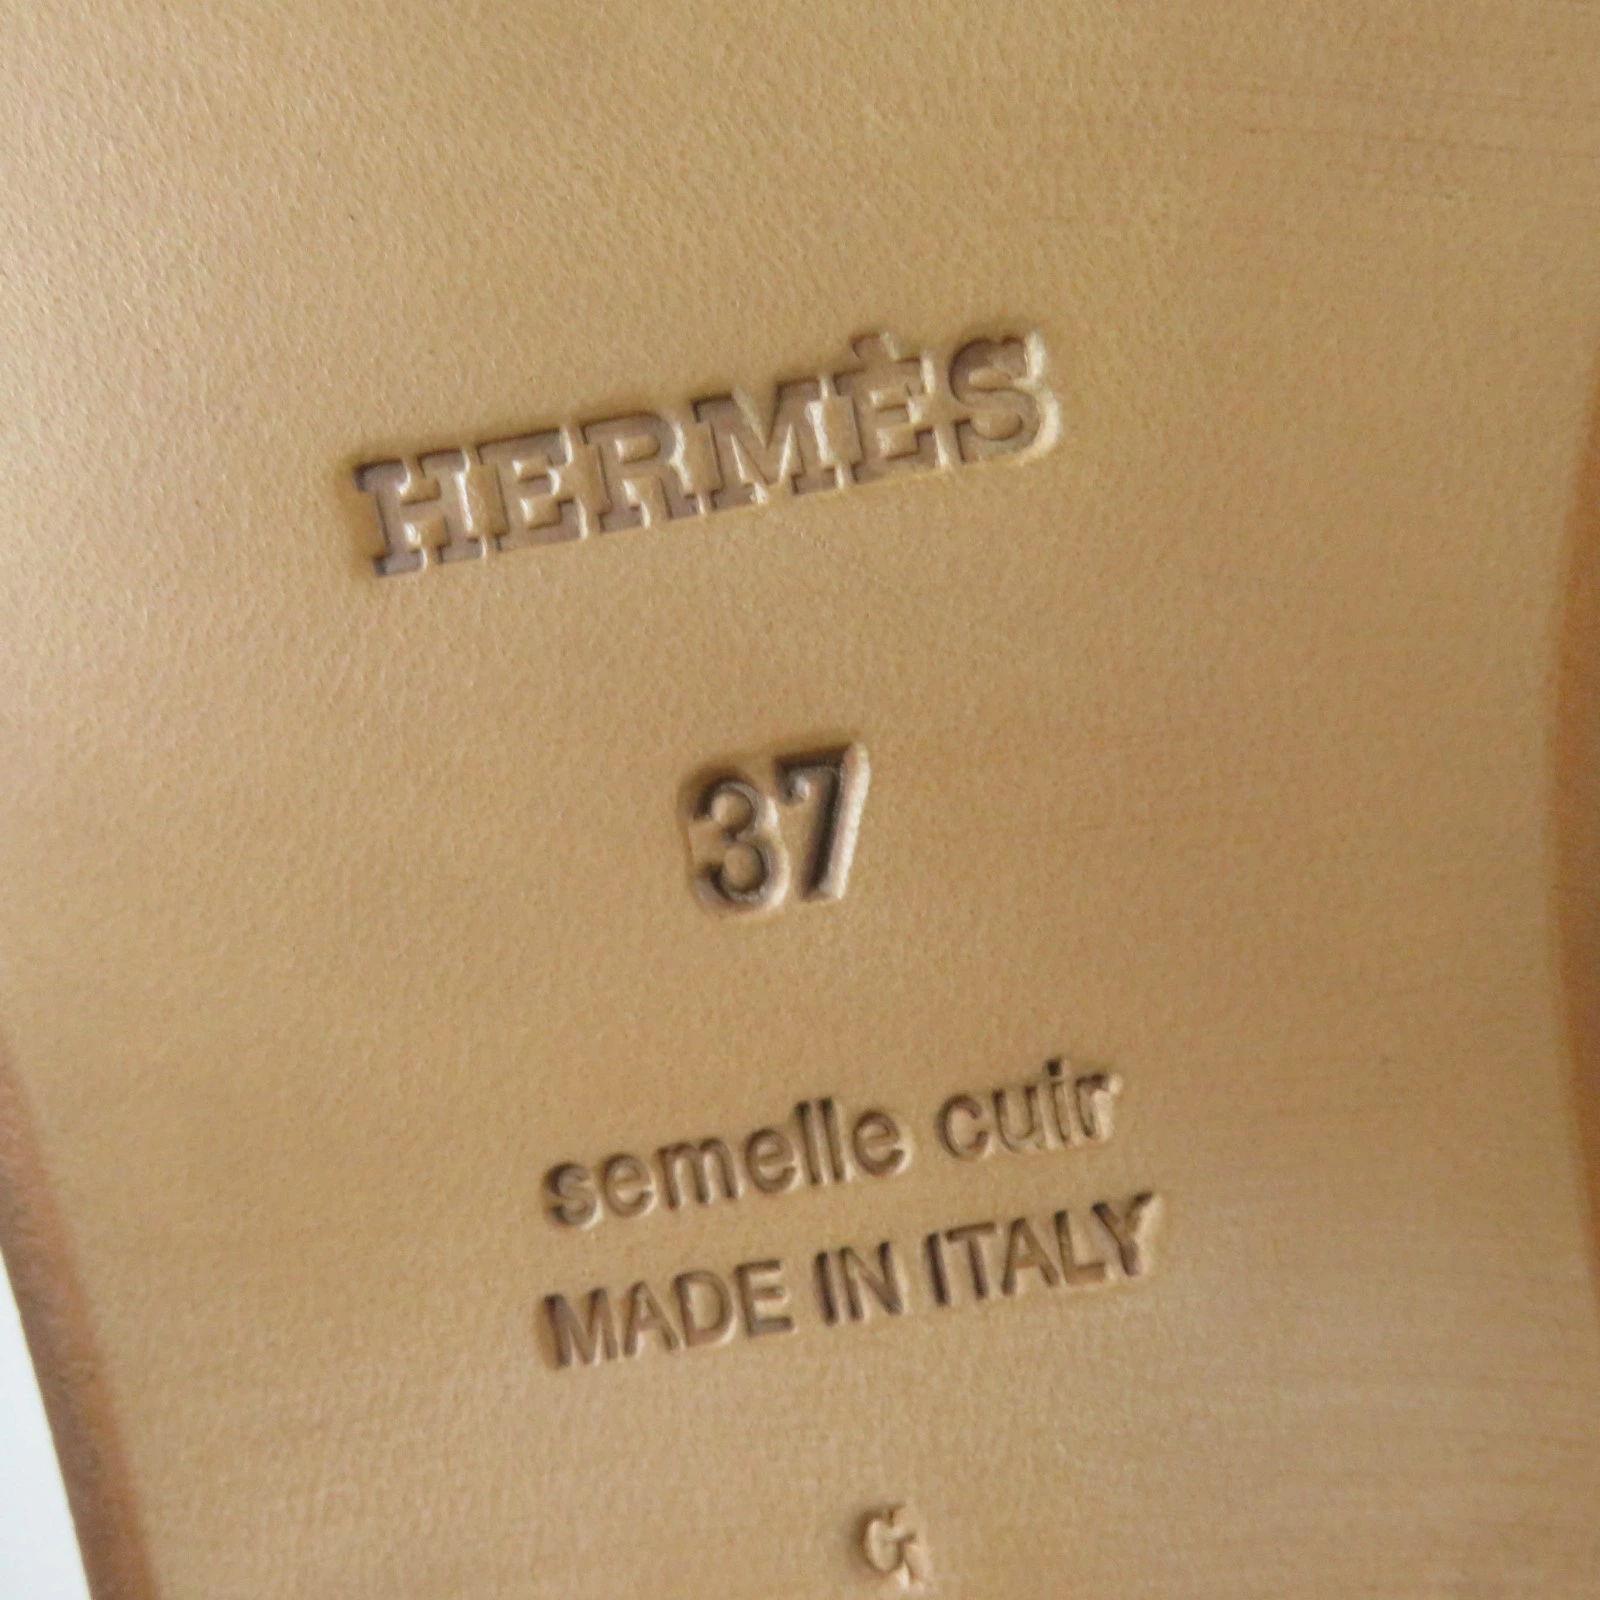 HERMÈS
37
semelle cuir
MADE IN ITALY
G